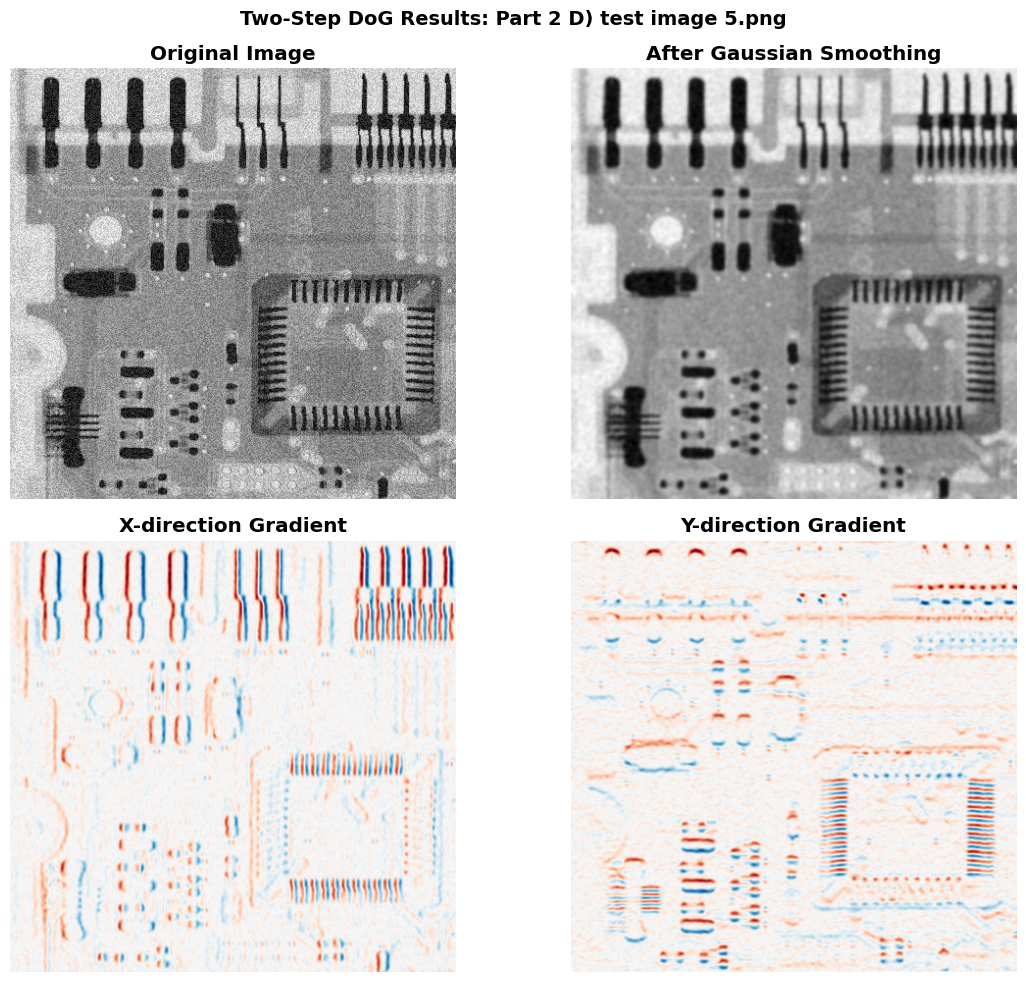 Two-Step DoG Results: Part 2 D) test image 5.png
Original Image
After Gaussian Smoothing
X-direction Gradient
Y-direction Gradient